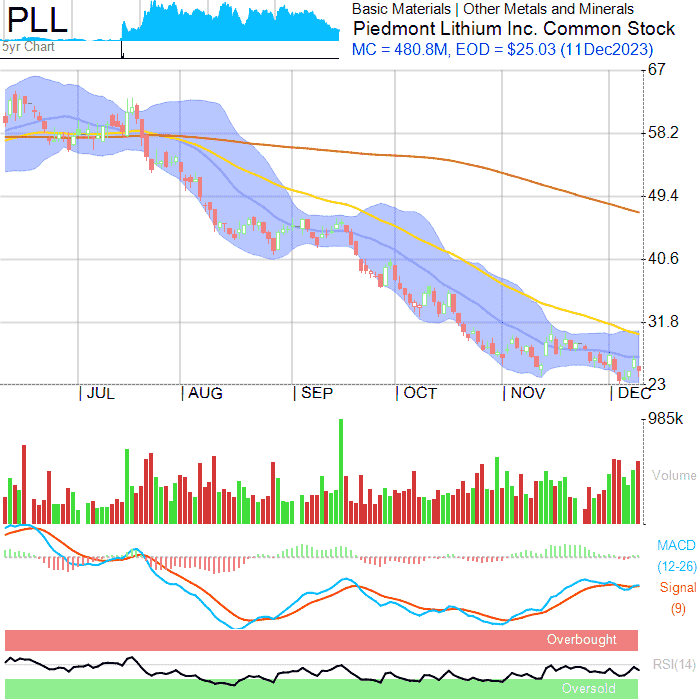 PLL
5yr Chart
Basic Materials | Other Metals and Minerals
Piedmont Lithium Inc. Common Stock
MC = 480.8M, EOD = $25.03 (11Dec2023)
67
58.2
49.4
40.6
31.8
23
JUL AUG SEP OCT NOV DEC
985k
Volume
MACD
(12-26)
Signal
(9)
Overbought
RSI(14)
Oversold